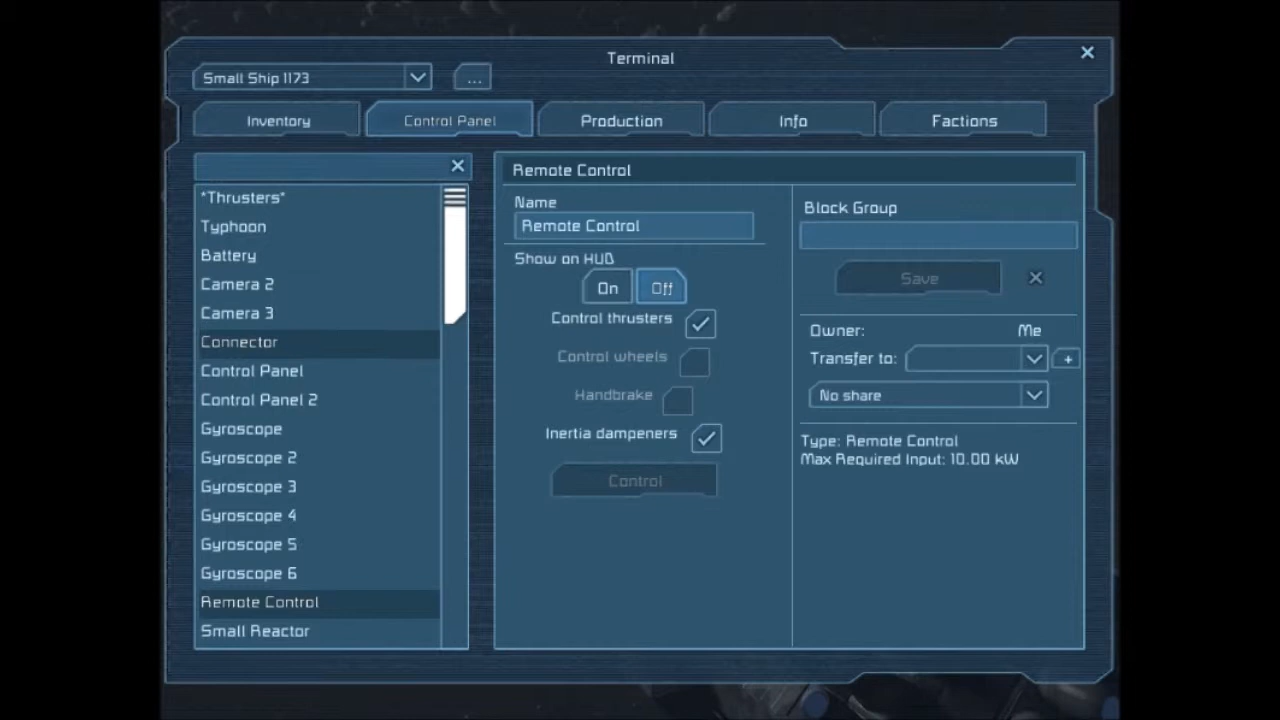 Terminal
Small Ship 1173
...
Inventory
Control Panel
Production
Info
Factions
*Thrusters*
Typhoon
Battery
Camera 2
Camera 3
Connector
Control Panel
Control Panel 2
Gyroscope
Gyroscope 2
Gyroscope 3
Gyroscope 4
Gyroscope 5
Gyroscope 6
Remote Control
Small Reactor
Remote Control
Name
Remote Control
Show on HUD
On
Off
Control thrusters
Control wheels
Handbrake
Inertia dampeners
Control
Block Group
Save
Owner: Me
Transfer to:
+
No share
Type: Remote Control
Max Required Input: 10.00 kW